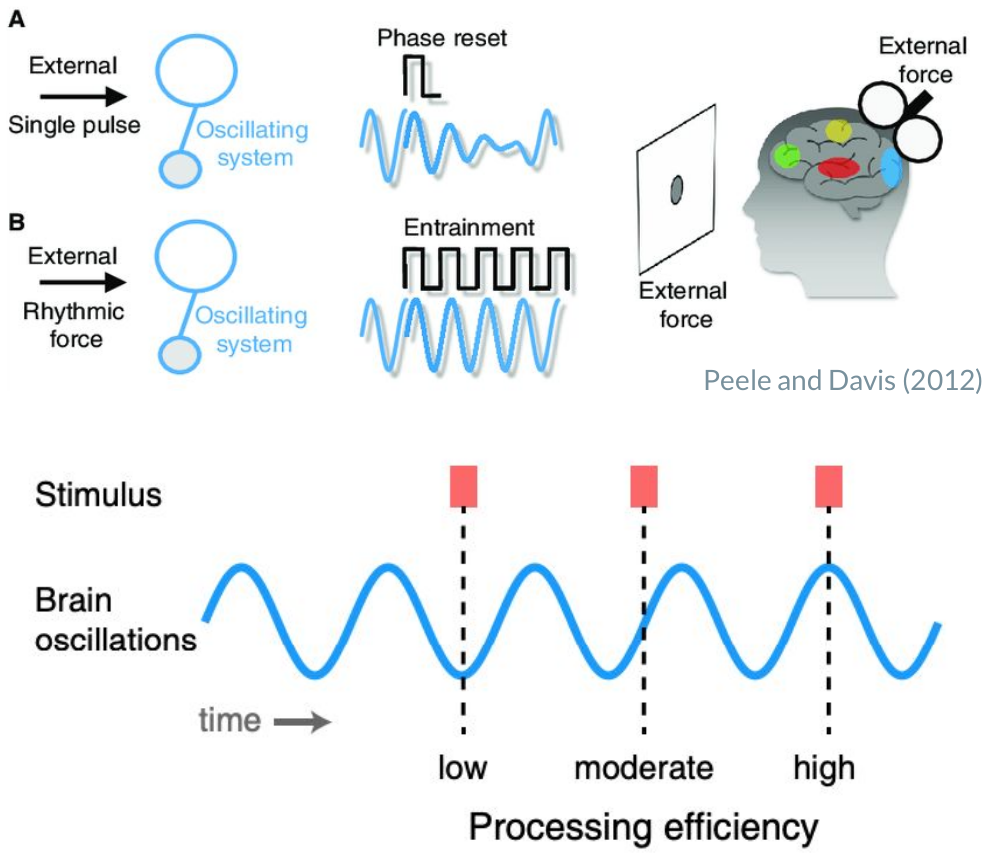 A
External
Single pulse
Oscillating
system
Phase reset
External
force
B
External
Rhythmic
force
Oscillating
system
Entrainment
External
force
Peele and Davis (2012)
Stimulus
Brain
oscillations
time
low moderate high
Processing efficiency